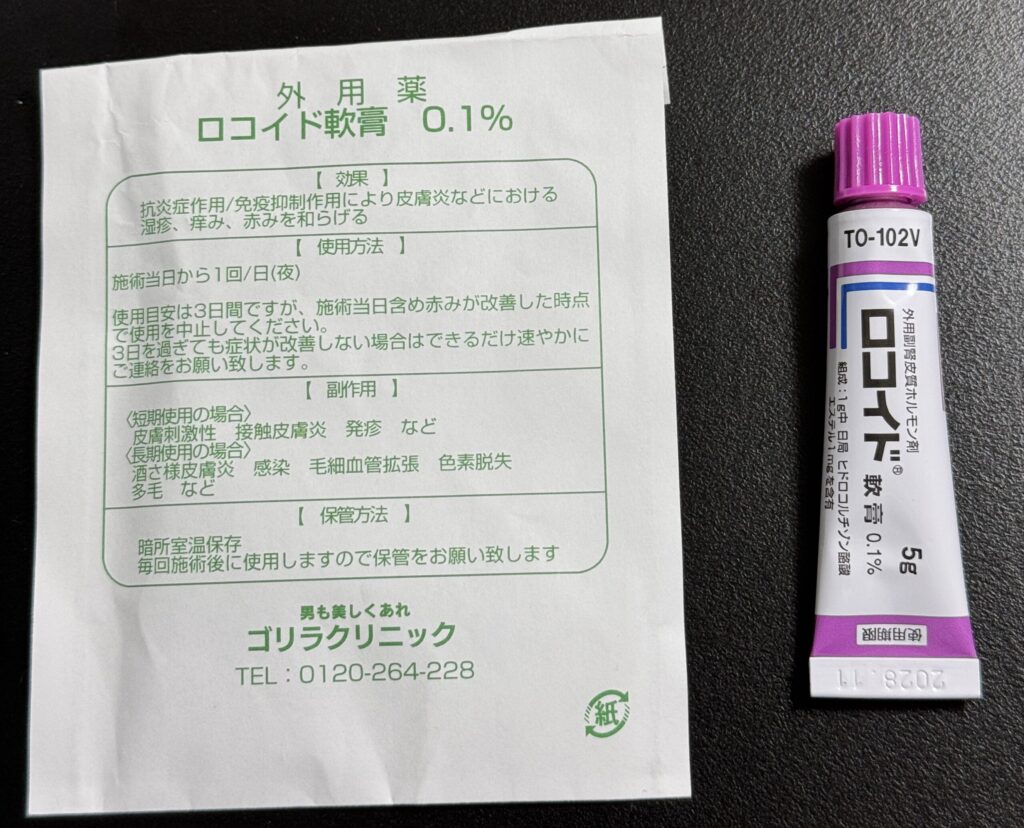 外用薬
ロコイド軟膏 0.1%
【 効果 】
抗炎症作用/免疫抑制作用により皮膚炎などにおける
湿疹、痒み、赤みを和らげる
【 使用方法 】
施術当日から1回/日(夜)
使用目安は3日間ですが、施術当日含め赤みが改善した時点
で使用を中止してください。
3日を過ぎても症状が改善しない場合はできるだけ速やかに
ご連絡をお願い致します。
【 副作用 】
〈短期使用の場合〉
皮膚刺激性 接触皮膚炎 発疹 など
〈長期使用の場合〉
酒さ様皮膚炎 感染 毛細血管拡張 色素脱失
多毛 など
【 保管方法 】
暗所室温保存
毎回施術後に使用しますので保管をお願い致します
男も美しくあれ
ゴリラクリニック
TEL：0120-264-228
紙
TO-102V
外用副腎皮質ホルモン剤
ロコイド® 軟膏 0.1%
5g
組成：1g中 日局 ヒドロコルチゾン酪酸
エステル1mgを含有
使用期限
2028.11